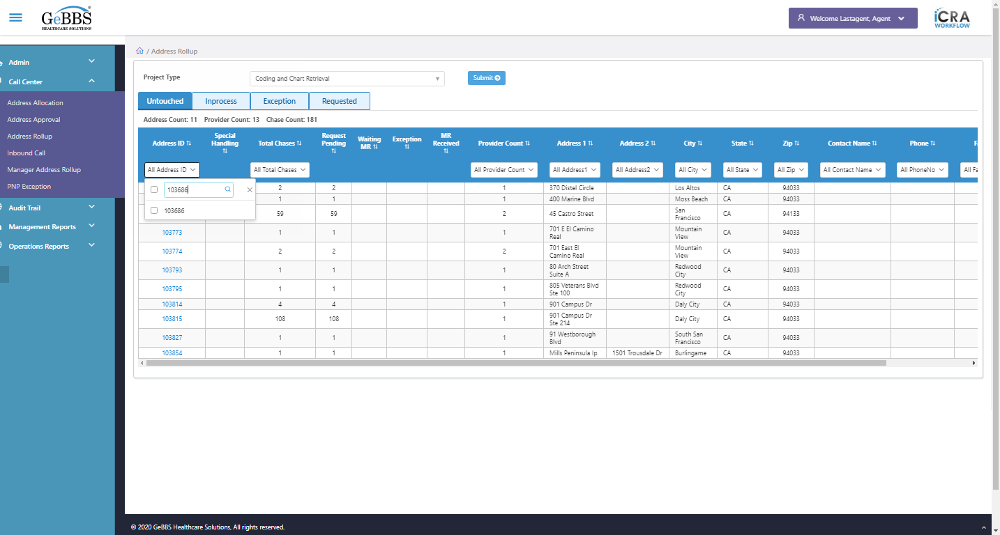 GeBBS
HEALTHCARE SOLUTIONS
Welcome Lastagent, Agent
iCRA
WORKFLOW
Admin
Call Center
Address Allocation
Address Approval
Address Rollup
Inbound Call
Manager Address Rollup
PNP Exception
Audit Trail
Management Reports
Operations Reports
/ Address Rollup
Project Type
Coding and Chart Retrieval
Submit
Untouched Inprocess Exception Requested
Address Count: 11 Provider Count: 13 Chase Count: 181
Address ID Special Handling Total Chases Request Pending Waiting MR Exception MR Received Provider Count Address 1 Address 2 City State Zip Contact Name Phone F
All Address ID All Total Chases All Provider Count All Address1 All Address2 All City All State All Zip All Contact Name All PhoneNo All Fa
103686
103686
2 2 1 370 Distel Circle Los Altos CA 94033
1 1 1 400 Marine Blvd Moss Beach CA 94033
59 59 2 45 Castro Street San Francisco CA 94133
103773 1 1 1 701 E El Camino Real Mountain View CA 94033
103774 2 2 2 701 East El Camino Real Mountain View CA 94033
103793 1 1 1 80 Arch Street Suite A Redwood City CA 94033
103795 1 1 1 805 Veterans Blvd Ste 100 Redwood City CA 94033
103814 4 4 1 901 Campus Dr Daly City CA 94033
103815 108 108 1 901 Campus Dr Ste 214 Daly City CA 94033
103827 1 1 1 91 Westborough Blvd South San Francisco CA 94033
103854 1 1 1 Mills Peninsula Ip 1501 Trousdale Dr Burlingame CA 94033
© 2020 GeBBS Healthcare Solutions, All rights reserved.